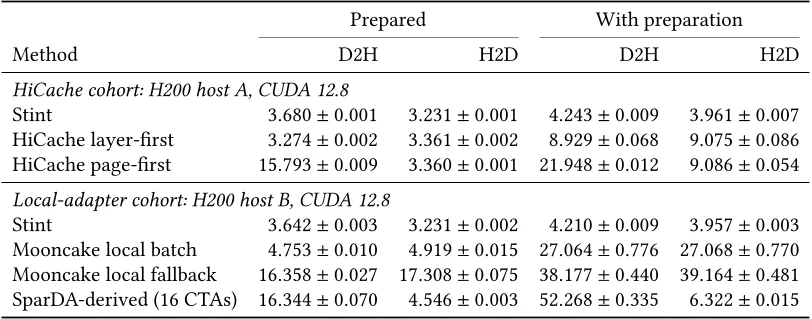 Prepared With preparation
Method D2H H2D D2H H2D
HiCache cohort: H200 host A, CUDA 12.8
Stint 3.680 ± 0.001 3.231 ± 0.001 4.243 ± 0.009 3.961 ± 0.007
HiCache layer-first 3.274 ± 0.002 3.361 ± 0.002 8.929 ± 0.068 9.075 ± 0.086
HiCache page-first 15.793 ± 0.009 3.360 ± 0.001 21.948 ± 0.012 9.086 ± 0.054
Local-adapter cohort: H200 host B, CUDA 12.8
Stint 3.642 ± 0.003 3.231 ± 0.002 4.210 ± 0.009 3.957 ± 0.003
Mooncake local batch 4.753 ± 0.010 4.919 ± 0.015 27.064 ± 0.776 27.068 ± 0.770
Mooncake local fallback 16.358 ± 0.027 17.308 ± 0.075 38.177 ± 0.440 39.164 ± 0.481
SparDA-derived (16 CTAs) 16.344 ± 0.070 4.546 ± 0.003 52.268 ± 0.335 6.322 ± 0.015